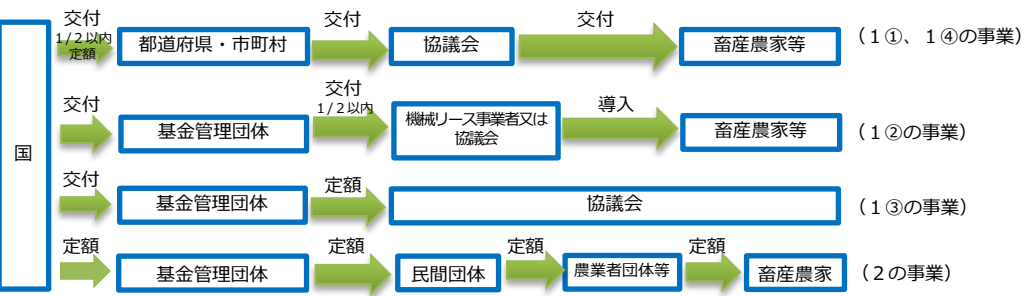 国
交付
1/2以内
定額
都道府県・市町村
交付
協議会
交付
畜産農家等
（1①、1④の事業）
交付
基金管理団体
交付
1/2以内
機械リース事業者又は
協議会
導入
畜産農家等
（1②の事業）
交付
基金管理団体
定額
協議会
（1③の事業）
定額
基金管理団体
定額
民間団体
定額
農業者団体等
定額
畜産農家
（2の事業）